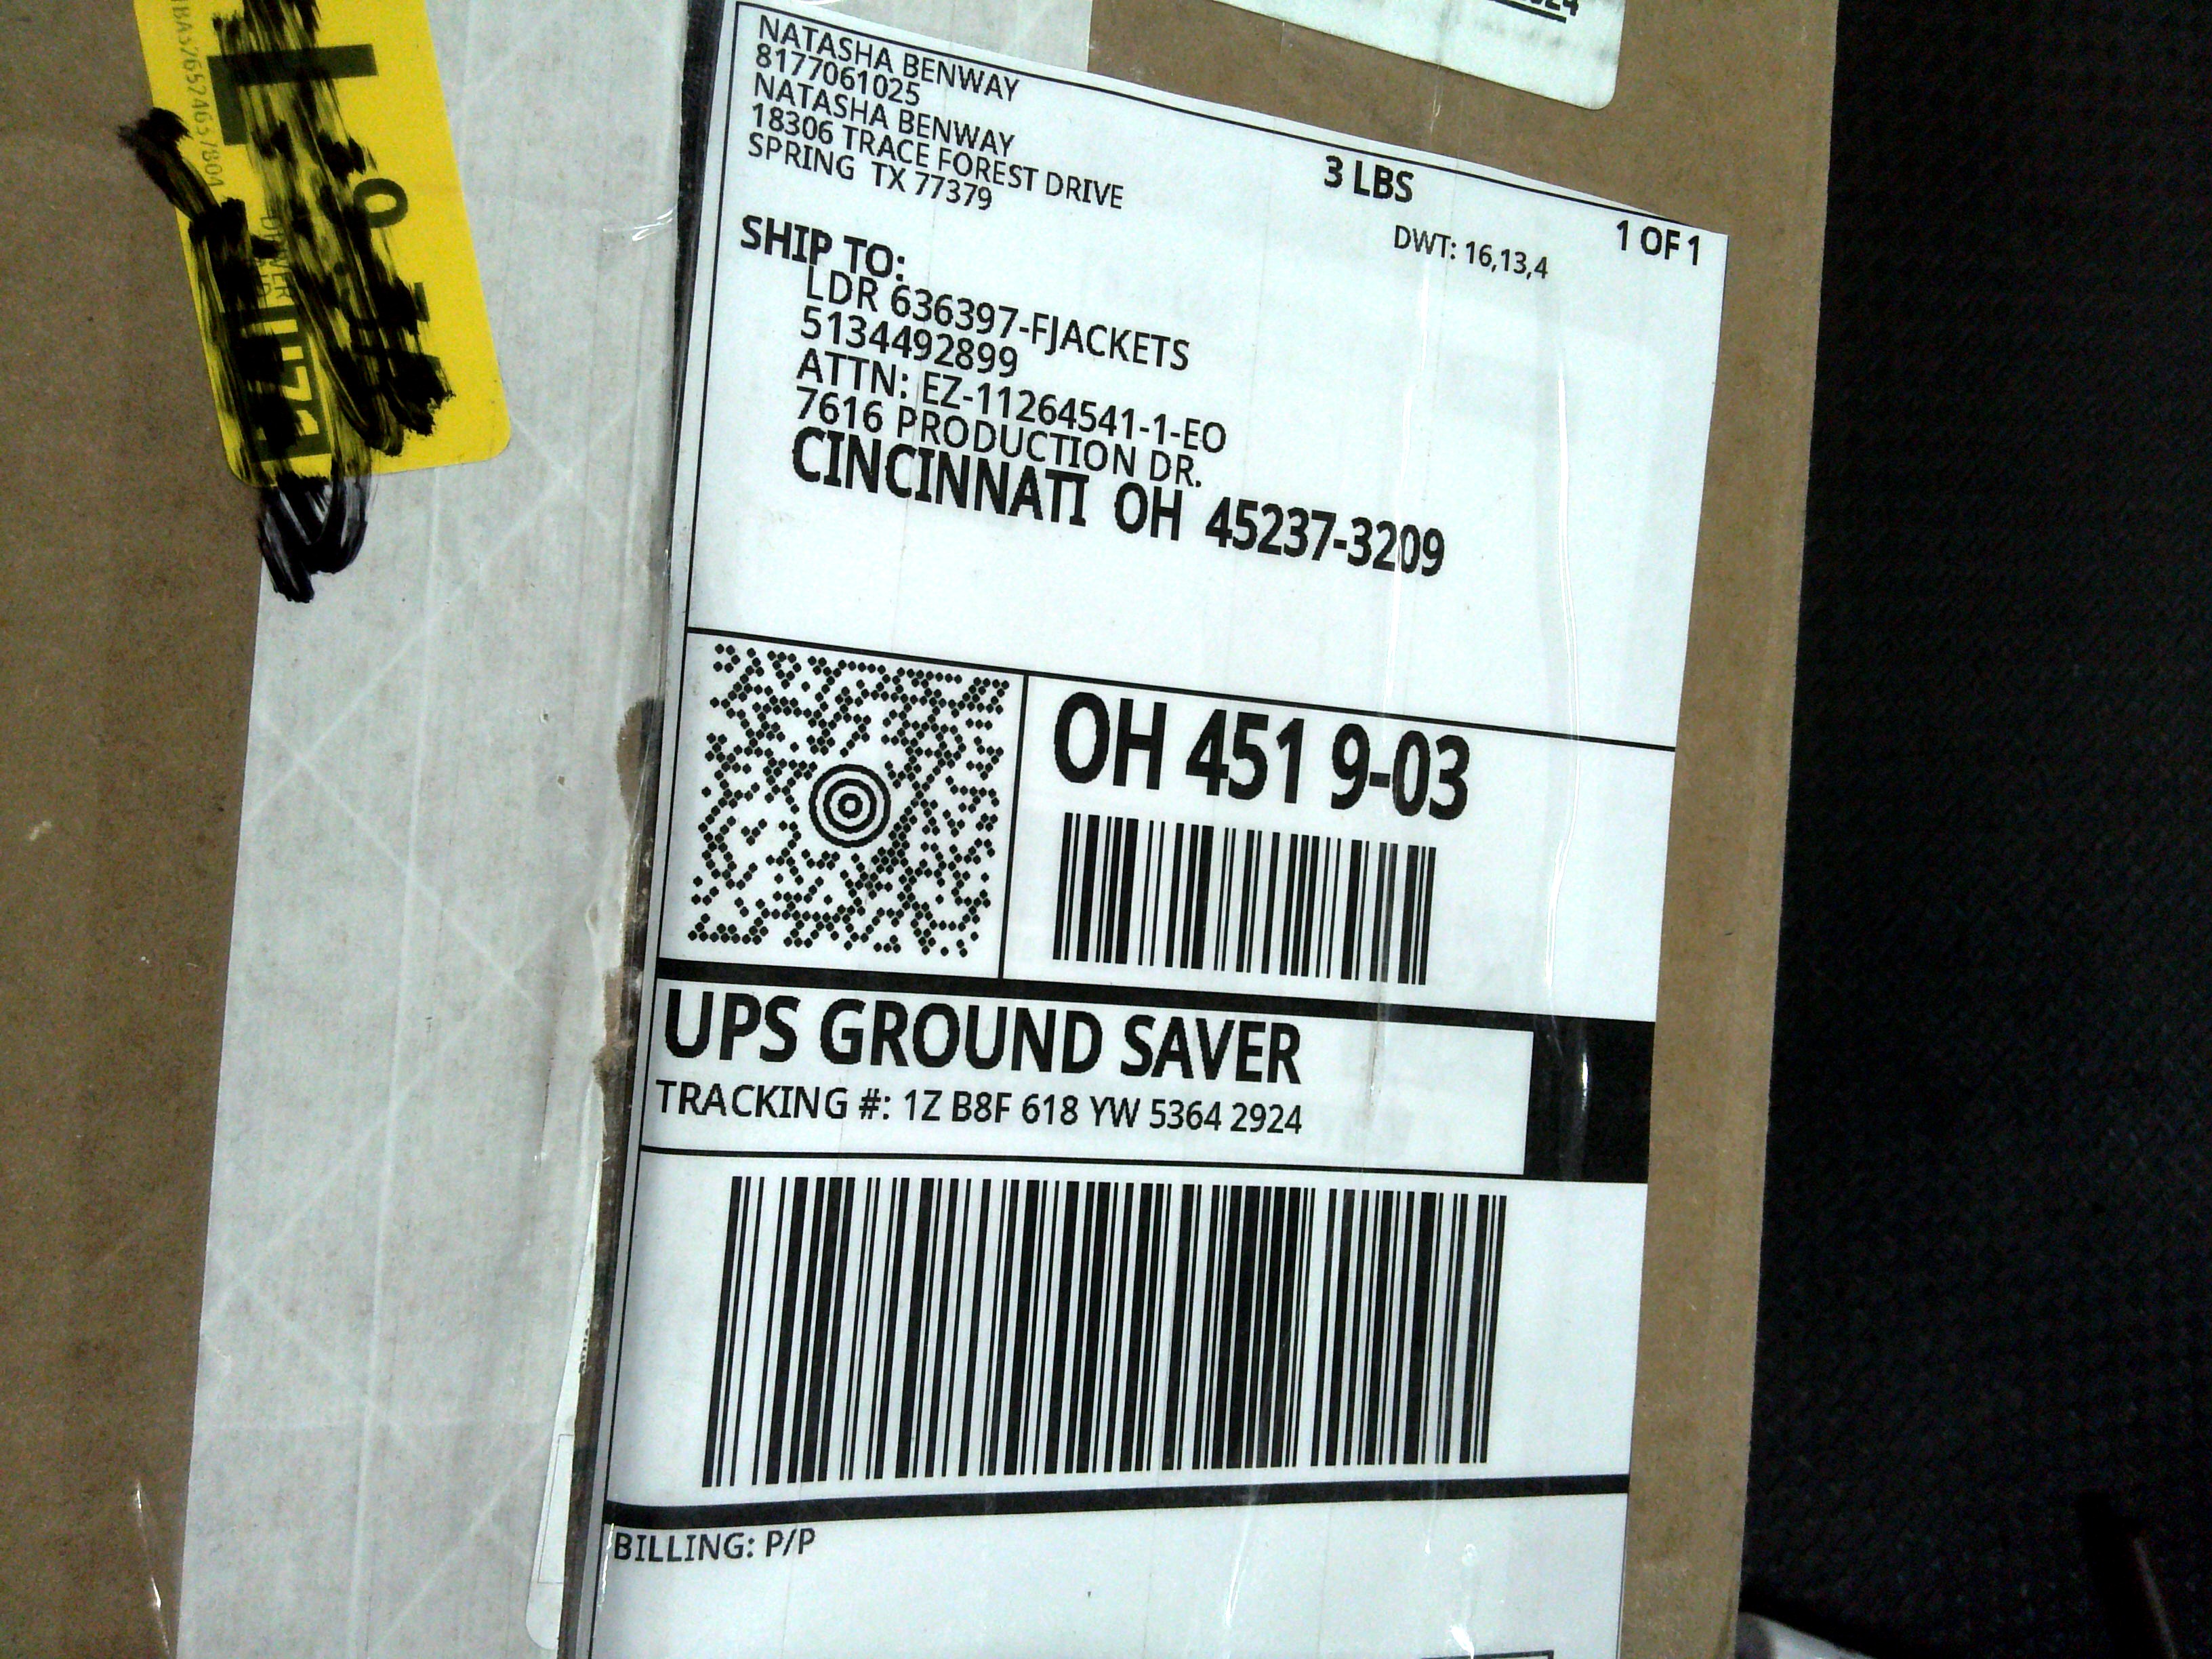 NATASHA BENWAY
8177061025
NATASHA BENWAY
18306 TRACE FOREST DRIVE
SPRING TX 77379
3 LBS
1 OF 1
DWT: 16,13,4
SHIP TO:
LDR 636397-FJACKETS
5134492899
ATTN: EZ-11264541-1-EO
7616 PRODUCTION DR.
CINCINNATI OH 45237-3209
OH 451 9-03
UPS GROUND SAVER
TRACKING #: 1Z B8F 618 YW 5364 2924
BILLING: P/P